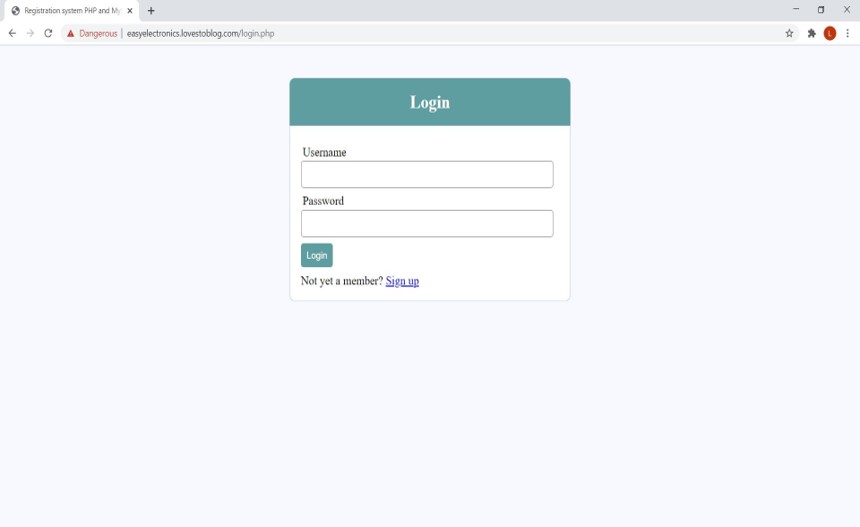 Registration system PHP and My
Dangerous | easyelectronics.lovestoblog.com/login.php
L
Login
Username
Password
Login
Not yet a member? Sign up